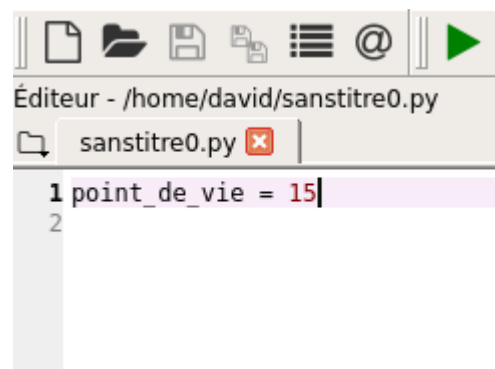 @
Éditeur - /home/david/sanstitre0.py
sanstitre0.py
1 point_de_vie = 15
2